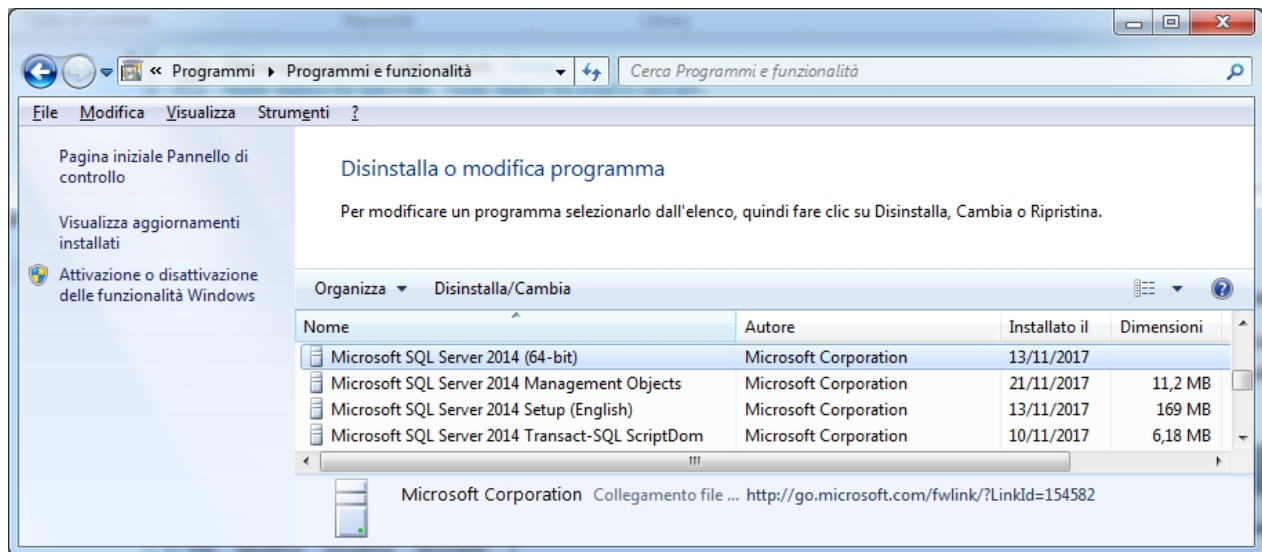 « Programmi ▸ Programmi e funzionalità
Cerca Programmi e funzionalità
File Modifica Visualizza Strumenti ?
Pagina iniziale Pannello di
controllo
Visualizza aggiornamenti
installati
Attivazione o disattivazione
delle funzionalità Windows
Disinstalla o modifica programma
Per modificare un programma selezionarlo dall'elenco, quindi fare clic su Disinstalla, Cambia o Ripristina.
Organizza Disinstalla/Cambia
Nome Autore Installato il Dimensioni
Microsoft SQL Server 2014 (64-bit) Microsoft Corporation 13/11/2017
Microsoft SQL Server 2014 Management Objects Microsoft Corporation 21/11/2017 11,2 MB
Microsoft SQL Server 2014 Setup (English) Microsoft Corporation 13/11/2017 169 MB
Microsoft SQL Server 2014 Transact-SQL ScriptDom Microsoft Corporation 10/11/2017 6,18 MB
Microsoft Corporation Collegamento file ... http://go.microsoft.com/fwlink/?LinkId=154582